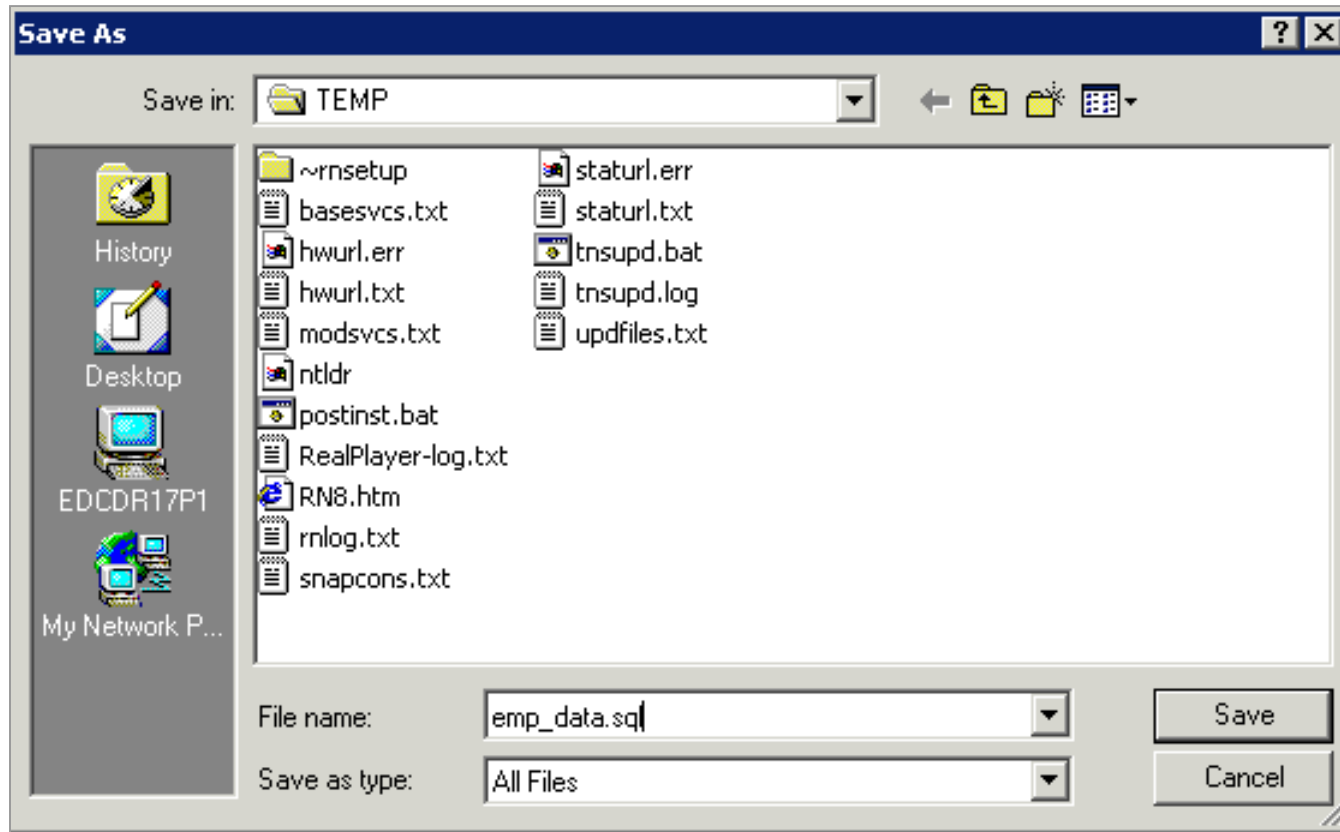 Save As
Save in: TEMP
History
Desktop
EDCDR17P1
My Network P...
~rnsetup
basesvcs.txt
hwurl.err
hwurl.txt
modsvcs.txt
ntldr
postinst.bat
RealPlayer-log.txt
RN8.htm
rnlog.txt
snapcons.txt
staturl.err
staturl.txt
tnsupd.bat
tnsupd.log
updfiles.txt
File name: emp_data.sql
Save
Save as type: All Files
Cancel